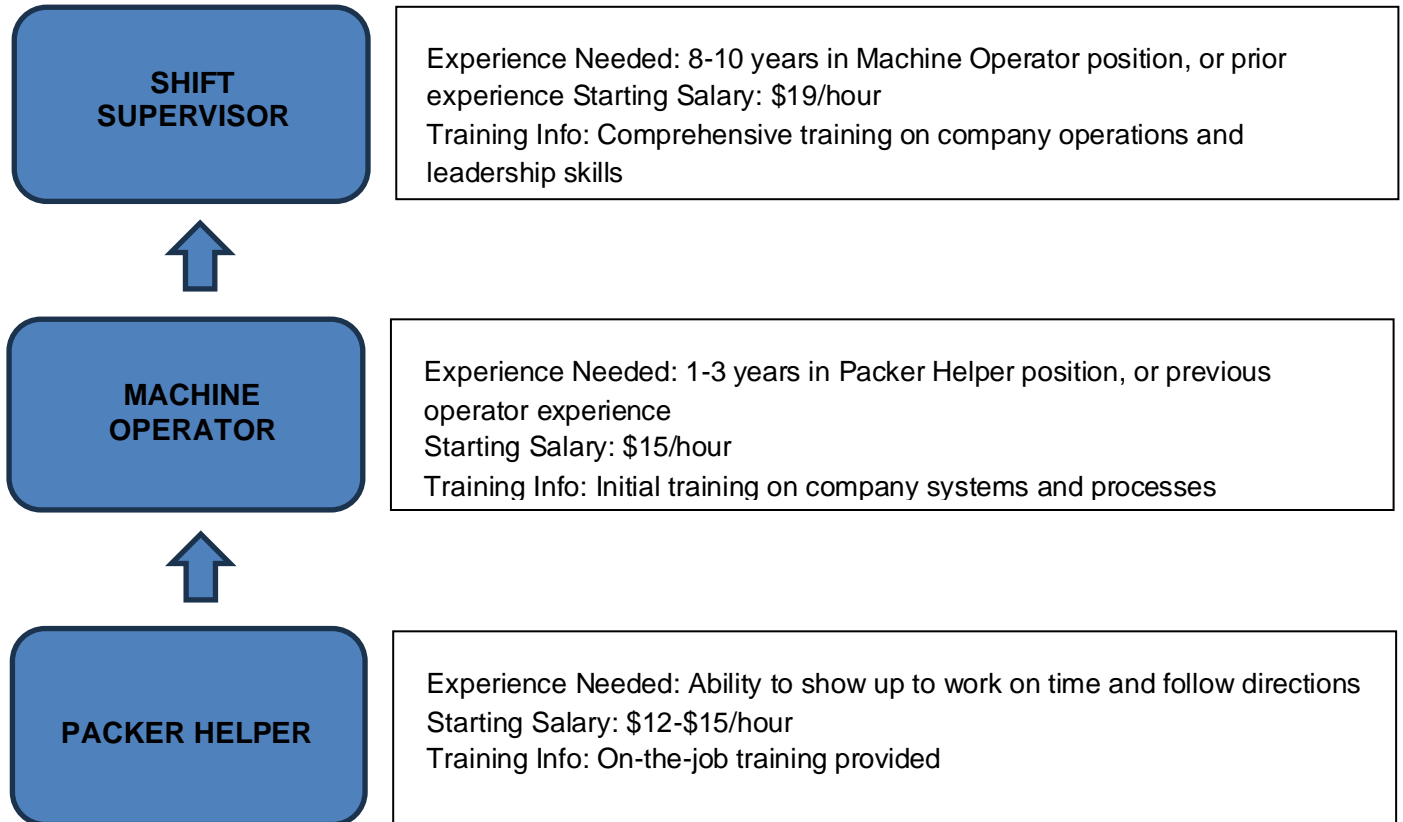 SHIFT
SUPERVISOR
Experience Needed: 8-10 years in Machine Operator position, or prior
experience Starting Salary: $19/hour
Training Info: Comprehensive training on company operations and
leadership skills
MACHINE
OPERATOR
Experience Needed: 1-3 years in Packer Helper position, or previous
operator experience
Starting Salary: $15/hour
Training Info: Initial training on company systems and processes
PACKER HELPER
Experience Needed: Ability to show up to work on time and follow directions
Starting Salary: $12-$15/hour
Training Info: On-the-job training provided